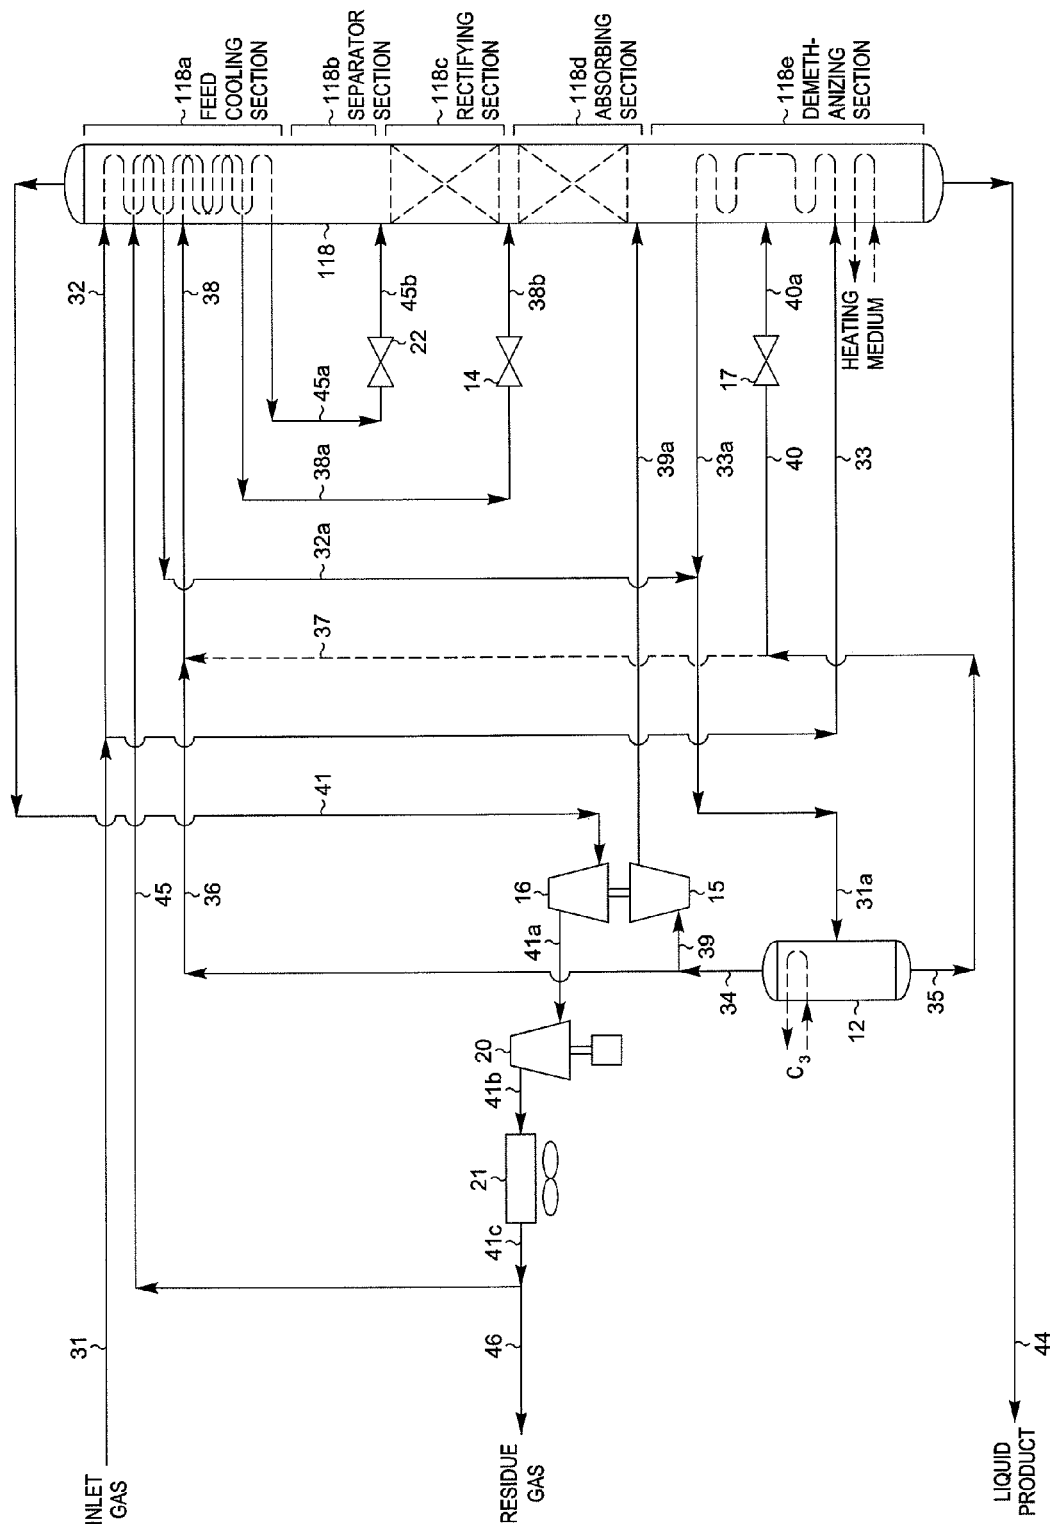 118a
FEED
COOLING
SECTION
118b
SEPARATOR
SECTION
118c
RECTIFYING
SECTION
118d
ABSORBING
SECTION
118e
DEMETH-
ANIZING
SECTION
32
38
118
45b
22
45a
38b
14
38a
40a
17
HEATING
MEDIUM
32a
39a
33a
40
33
37
41
45
36
16
15
41a
39
31a
34
35
12
C3
20
41b
21
41c
31
46
44
INLET
GAS
RESIDUE
GAS
LIQUID
PRODUCT